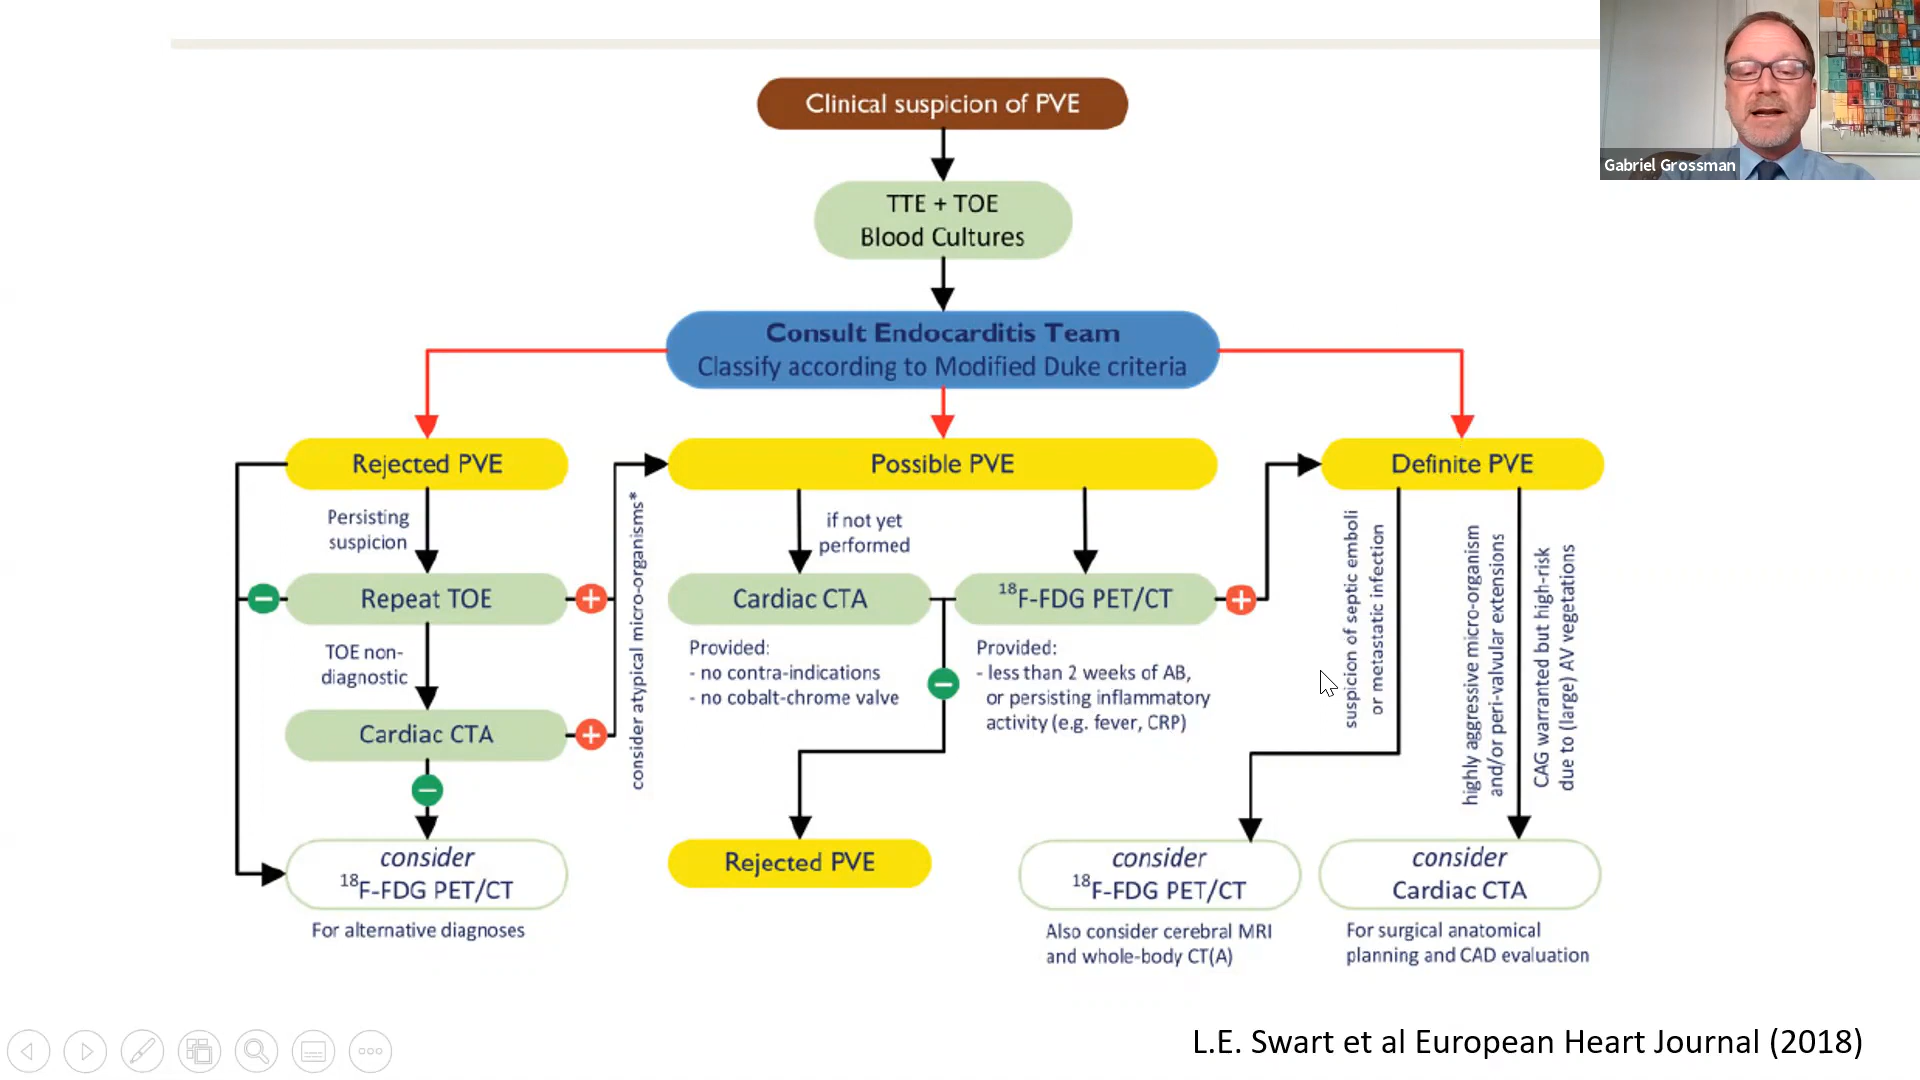 Gabriel Grossman
Clinical suspicion of PVE
TTE + TOE
Blood Cultures
Consult Endocarditis Team
Classify according to Modified Duke criteria
Rejected PVE
Possible PVE
Definite PVE
Persisting
suspicion
Repeat TOE
TOE non-
diagnostic
Cardiac CTA
consider
18F-FDG PET/CT
For alternative diagnoses
consider atypical micro-organisms*
if not yet
performed
Cardiac CTA
Provided:
- no contra-indications
- no cobalt-chrome valve
18F-FDG PET/CT
Provided:
- less than 2 weeks of AB,
or persisting inflammatory
activity (e.g. fever, CRP)
Rejected PVE
suspicion of septic emboli
or metastatic infection
highly aggressive micro-organism
and/or peri-valvular extensions
CAG warranted but high-risk
due to (large) AV vegetations
consider
18F-FDG PET/CT
Also consider cerebral MRI
and whole-body CT(A)
consider
Cardiac CTA
For surgical anatomical
planning and CAD evaluation
L.E. Swart et al European Heart Journal (2018)